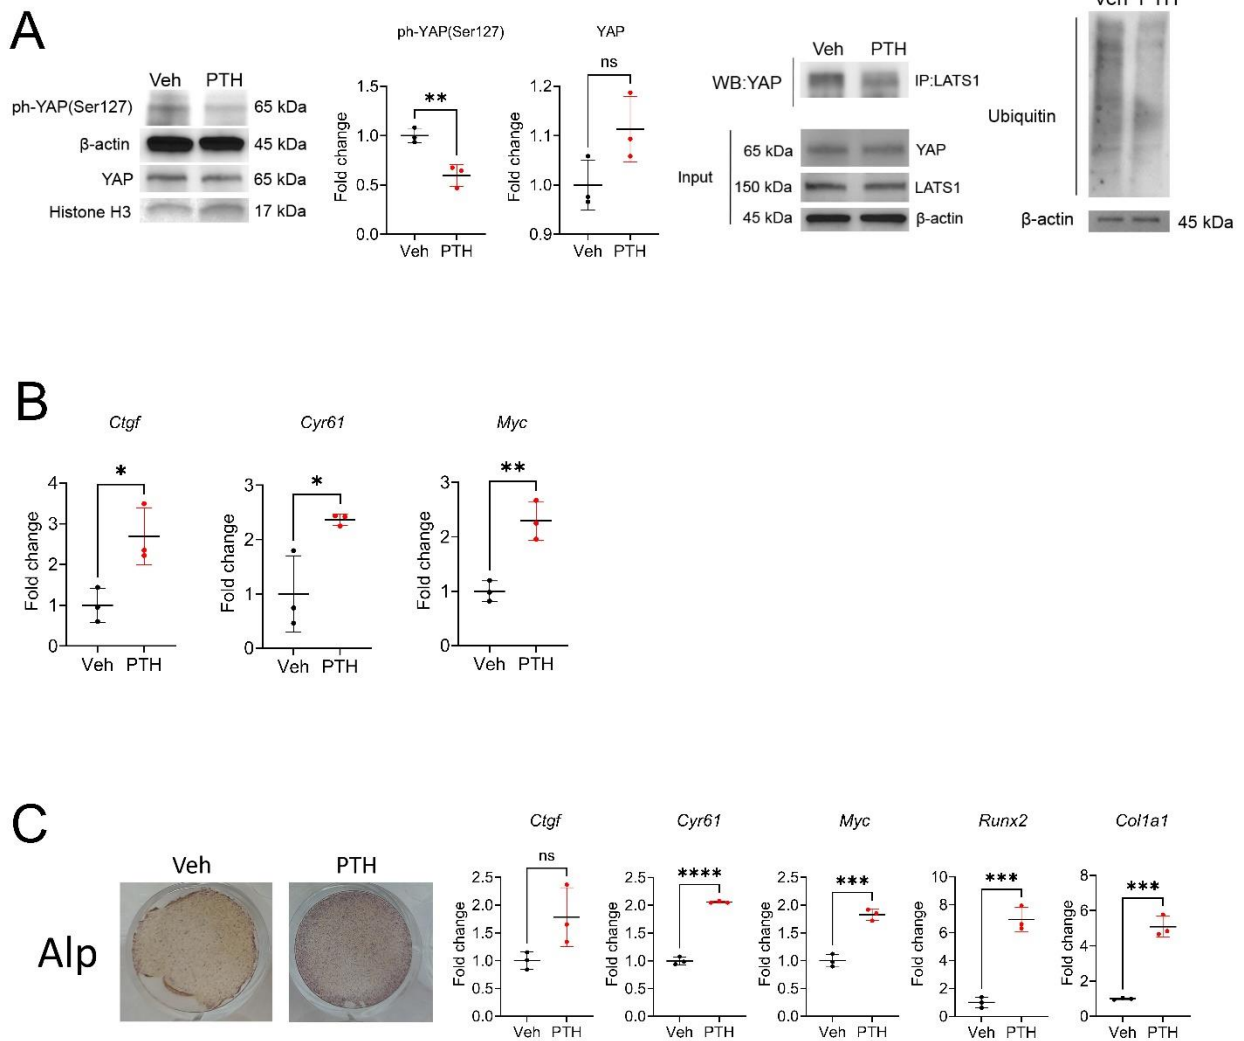 A
Veh PTH
ph-YAP(Ser127) 65 kDa
β-actin 45 kDa
YAP 65 kDa
Histone H3 17 kDa
ph-YAP(Ser127)
Fold change
1.5
1.0
0.5
0.0
**
Veh PTH
YAP
Fold change
1.2
1.1
1.0
0.9
ns
Veh PTH
Veh PTH
WB:YAP IP:LATS1
Input
65 kDa YAP
150 kDa LATS1
45 kDa β-actin
Veh PTH
Ubiquitin
β-actin 45 kDa
B
Ctgf
Fold change
4
3
2
1
0
*
Veh PTH
Cyr61
Fold change
3
2
1
0
*
Veh PTH
Myc
Fold change
3
2
1
0
**
Veh PTH
C
Veh PTH
Alp
Ctgf
Fold change
2.5
2.0
1.5
1.0
0.5
0.0
ns
Veh PTH
Cyr61
Fold change
2.5
2.0
1.5
1.0
0.5
0.0
****
Veh PTH
Myc
Fold change
2.5
2.0
1.5
1.0
0.5
0.0
***
Veh PTH
Runx2
Fold change
10
8
6
4
2
0
***
Veh PTH
Col1a1
Fold change
8
6
4
2
0
***
Veh PTH